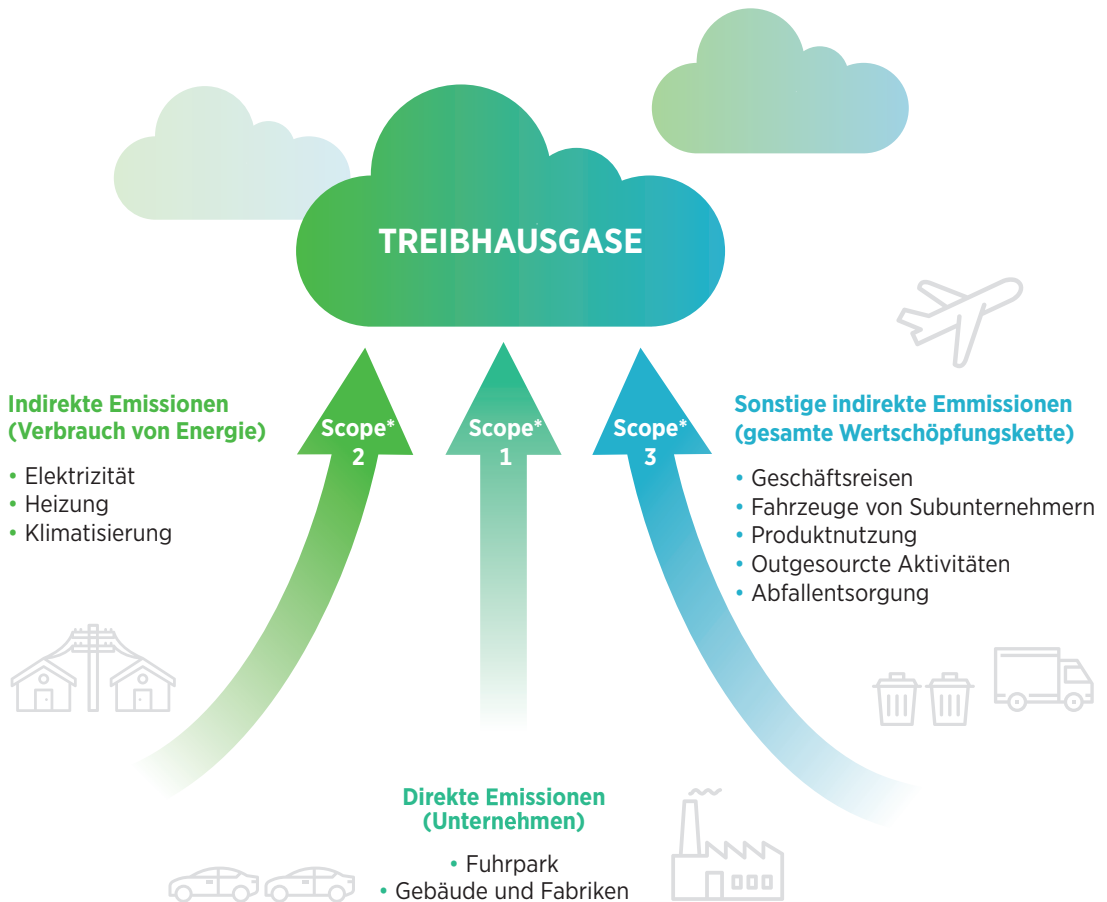 TREIBHAUSGASE
Indirekte Emissionen
(Verbrauch von Energie)
• Elektrizität
• Heizung
• Klimatisierung
Scope*
2
Scope*
1
Scope*
3
Sonstige indirekte Emmissionen
(gesamte Wertschöpfungskette)
• Geschäftsreisen
• Fahrzeuge von Subunternehmern
• Produktnutzung
• Outgesourcte Aktivitäten
• Abfallentsorgung
Direkte Emissionen
(Unternehmen)
• Fuhrpark
• Gebäude und Fabriken